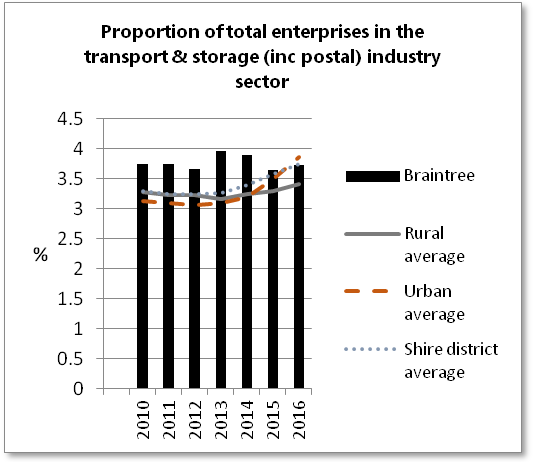 Proportion of total enterprises in the
transport & storage (inc postal) industry
sector
4.5
4
3.5
3
2.5
2
1.5
1
0.5
0
%
2010
2011
2012
2013
2014
2015
2016
Braintree
Rural
average
Urban
average
Shire district
average